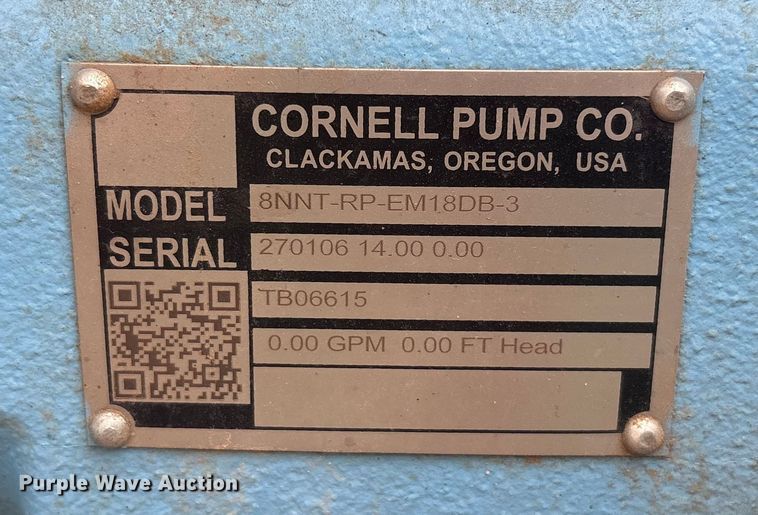 CORNELL PUMP CO.
CLACKAMAS, OREGON, USA
MODEL 8NNT-RP-EM18DB-3
SERIAL 270106 14.00 0.00
TB06615
0.00 GPM 0.00 FT Head
Purple Wave Auction